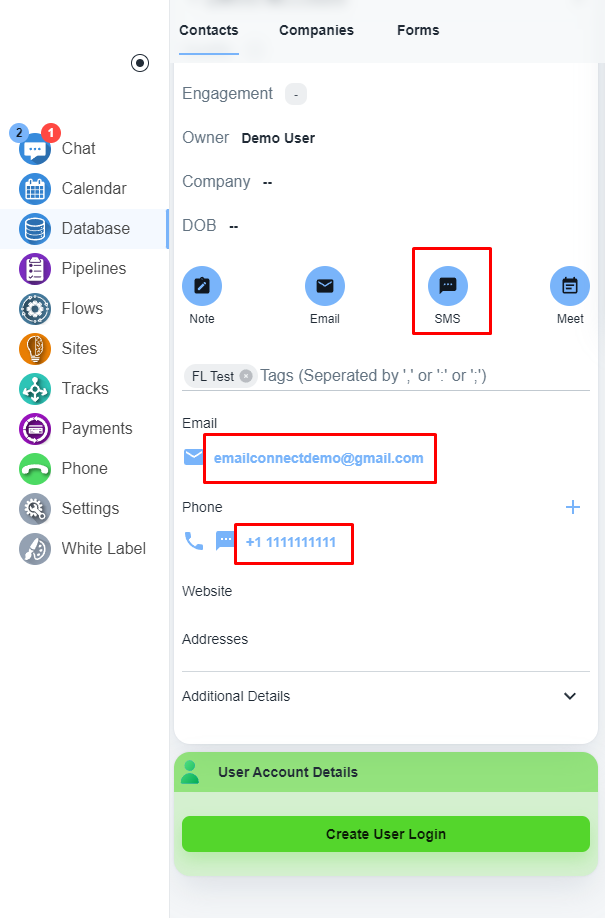 Contacts Companies Forms
2 1
Chat
Calendar
Database
Pipelines
Flows
Sites
Tracks
Payments
Phone
Settings
White Label
Engagement -
Owner Demo User
Company --
DOB --
Note Email SMS Meet
FL Test Tags (Seperated by ',' or ':' or ';')
Email
emailconnectdemo@gmail.com
Phone
+1 1111111111
Website
Addresses
Additional Details
User Account Details
Create User Login